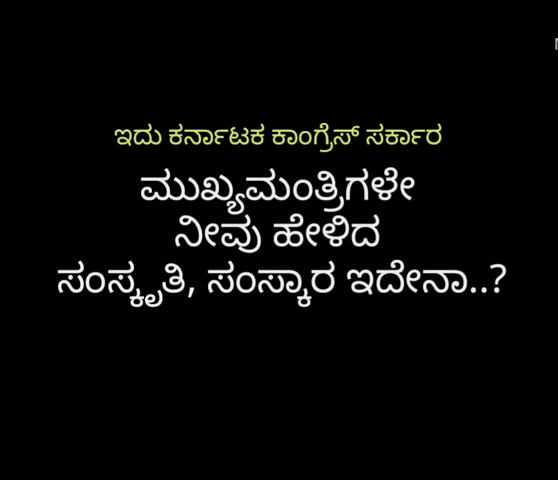 ಇದು ಕರ್ನಾಟಕ ಕಾಂಗ್ರೆಸ್ ಸರ್ಕಾರ
ಮುಖ್ಯಮಂತ್ರಿಗಳೇ
ನೀವು ಹೇಳಿದ
ಸಂಸ್ಕೃತಿ, ಸಂಸ್ಕಾರ ಇದೇನಾ..?